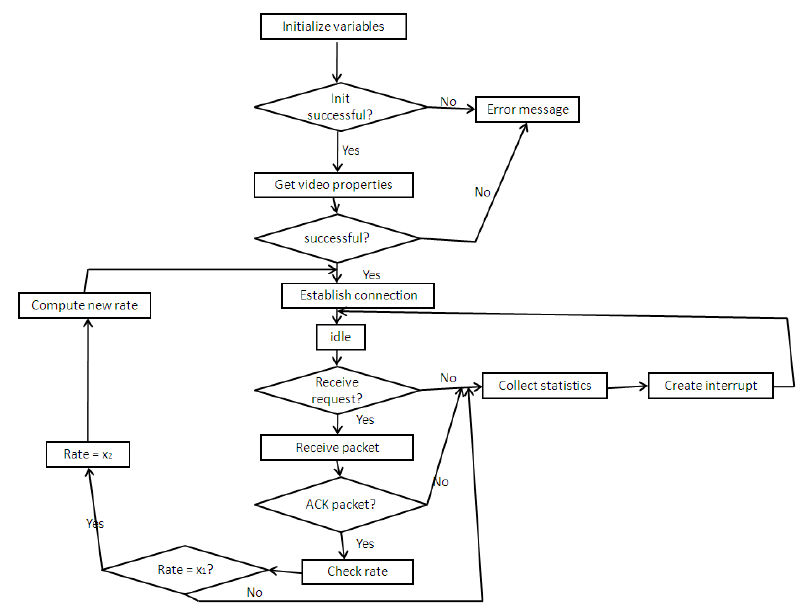 Initialize variables
Init
successful?
No
Error message
Yes
Get video properties
No
successful?
Yes
Establish connection
Compute new rate
idle
Receive
request?
No
Collect statistics
Create interrupt
Yes
Receive packet
Rate = x₂
No
ACK packet?
Yes
Yes
Check rate
Rate = x₁?
No